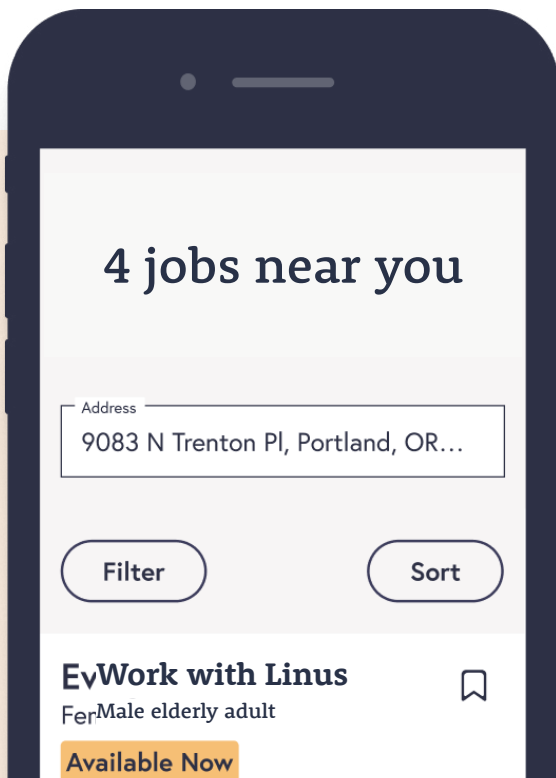 4 jobs near you
Address
9083 N Trenton Pl, Portland, OR...
Filter
Sort
Work with Linus
Male elderly adult
Available Now